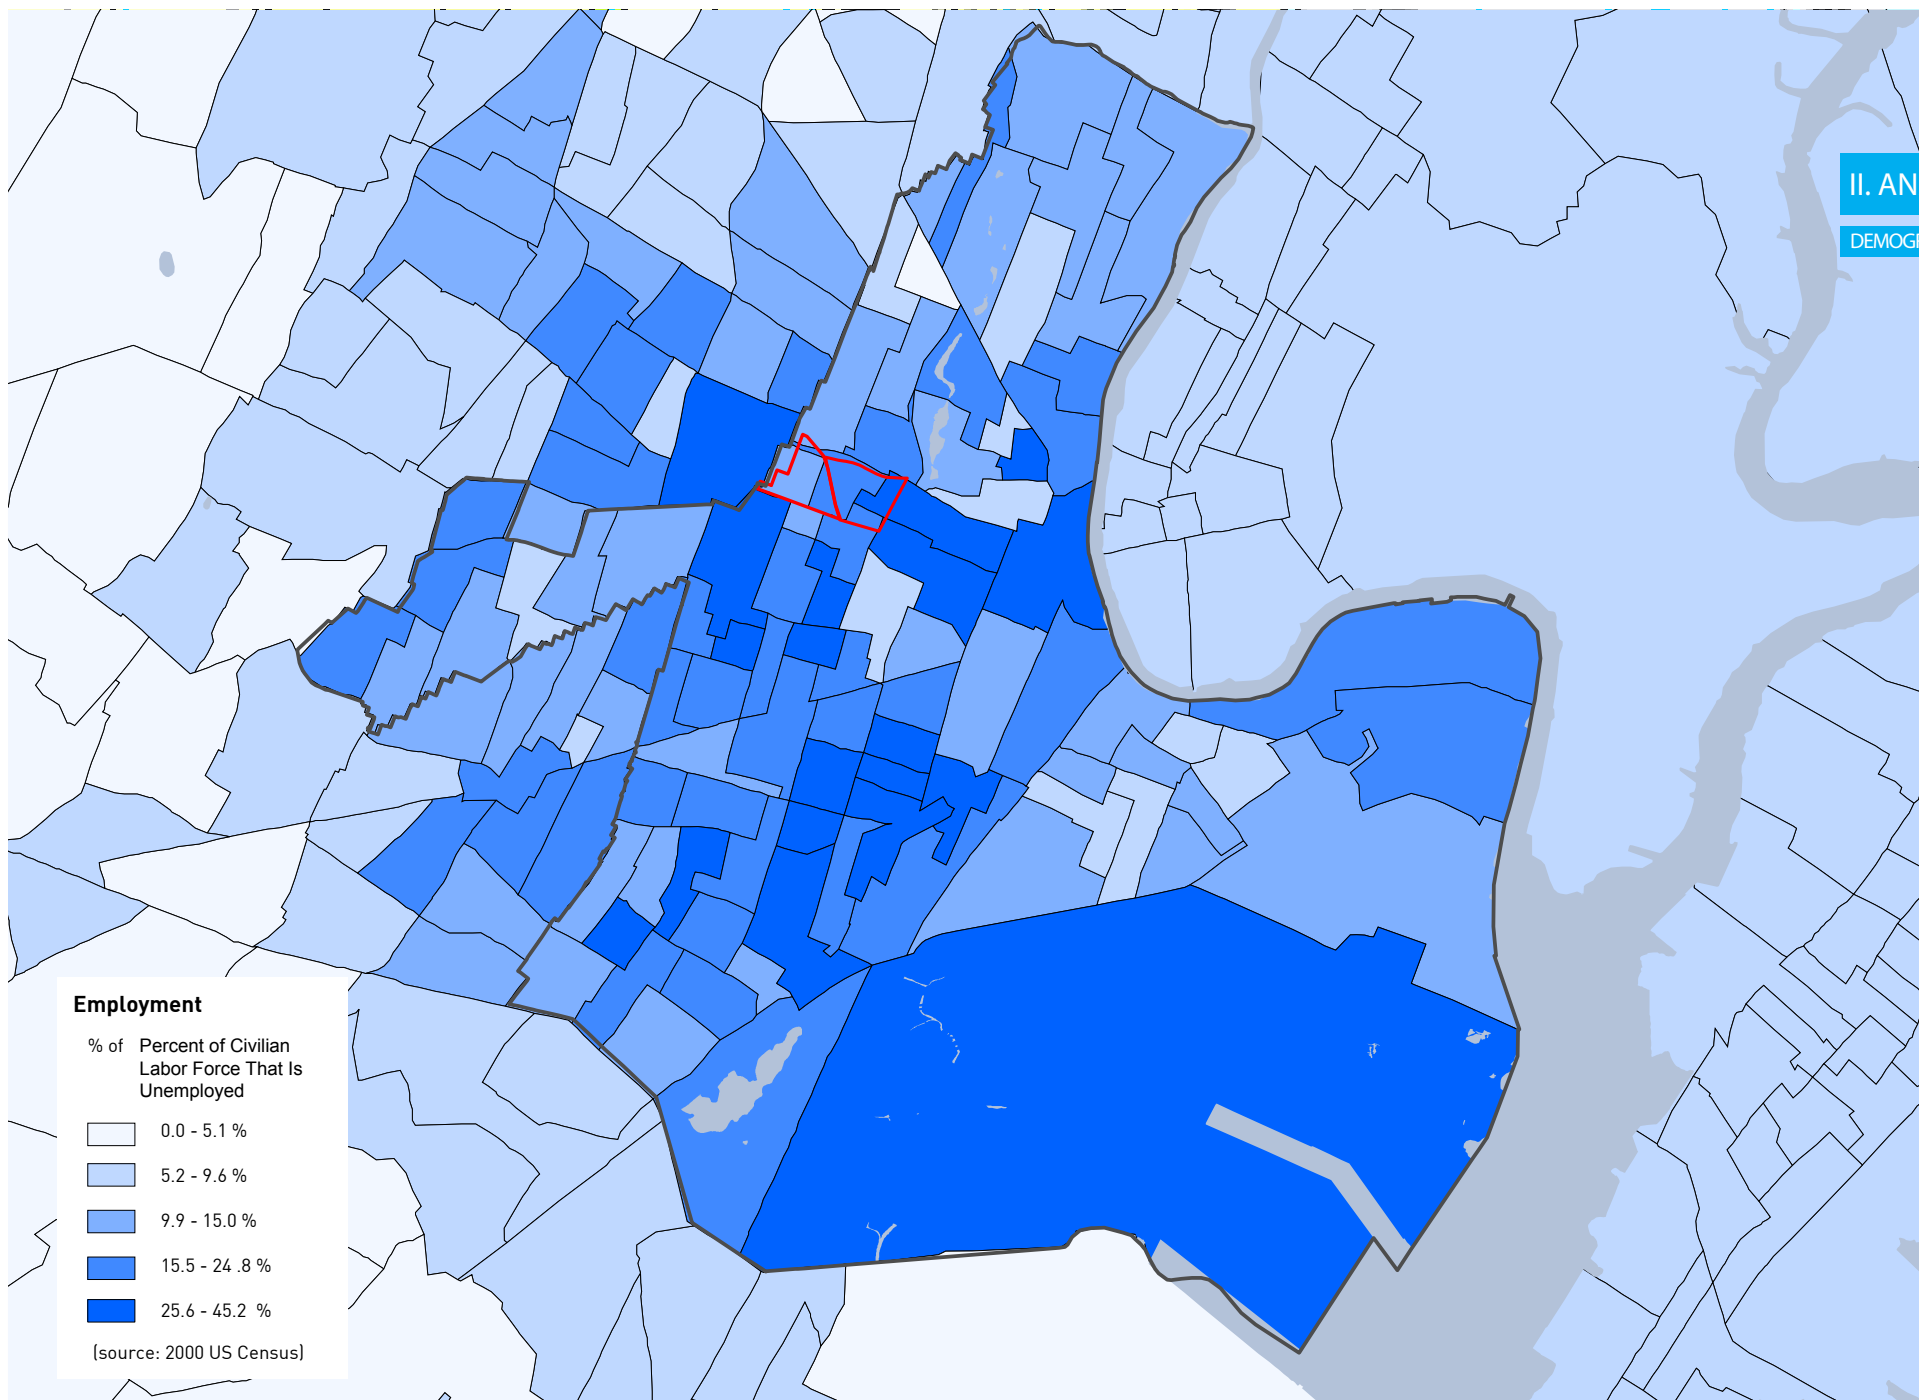 II. AN
DEMOGR
Employment
% of Percent of Civilian
Labor Force That Is
Unemployed
0.0 - 5.1 %
5.2 - 9.6 %
9.9 - 15.0 %
15.5 - 24 .8 %
25.6 - 45.2 %
(source: 2000 US Census)